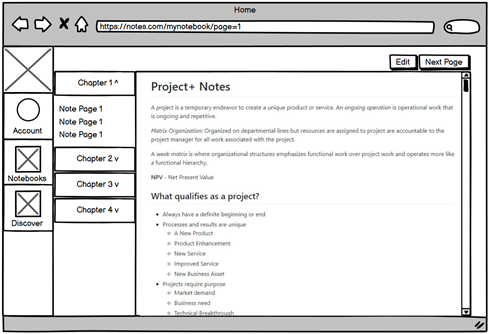 Home
https://notes.com/mynotebook/page=1
Edit
Next Page
Chapter 1 ^
Note Page 1
Note Page 1
Note Page 1
Chapter 2 v
Chapter 3 v
Chapter 4 v
Account
Notebooks
Discover
Project+ Notes
A project is a temporary endeavor to create a unique product or service. An ongoing operation is operational work that
is ongoing and repetitive.
Matrix Organization: Organized on departmental lines but resources are assigned to project are accountable to the
project manager for all work associated with the project.
A weak matrix is where organizational structures emphasizes functional work over project work and operates more like
a functional hierarchy.
NPV - Net Present Value
What qualifies as a project?
Always have a definite beginning or end
Processes and results are unique
A New Product
Product Enhancement
New Service
Improved Service
New Business Asset
Projects require purpose
Market demand
Business need
Technical Breakthrough